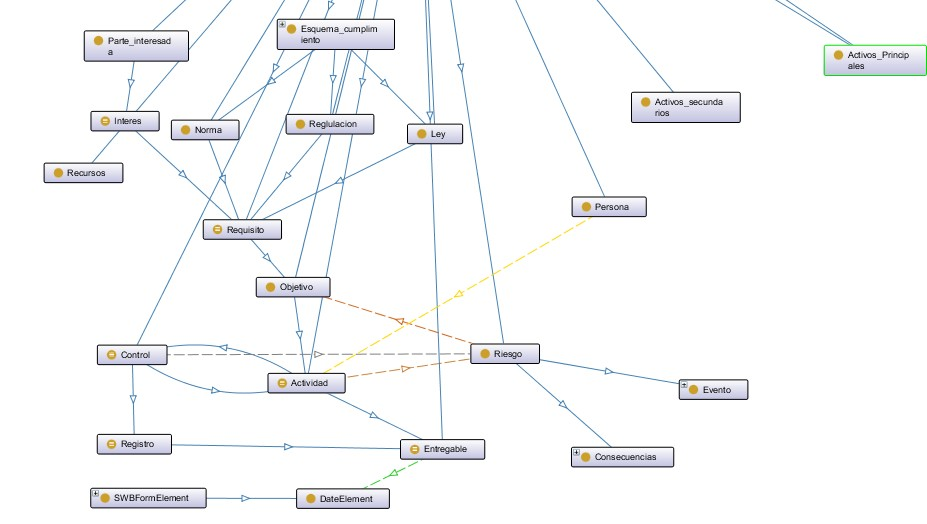 Esquema_cumplim
iento
Parte_interesad
a
Activos_Princip
ales
Activos_secunda
rios
Interes
Norma
Reglulacion
Ley
Recursos
Persona
Requisito
Objetivo
Control
Riesgo
Actividad
Evento
Registro
Entregable
Consecuencias
SWBFormElement
DateElement